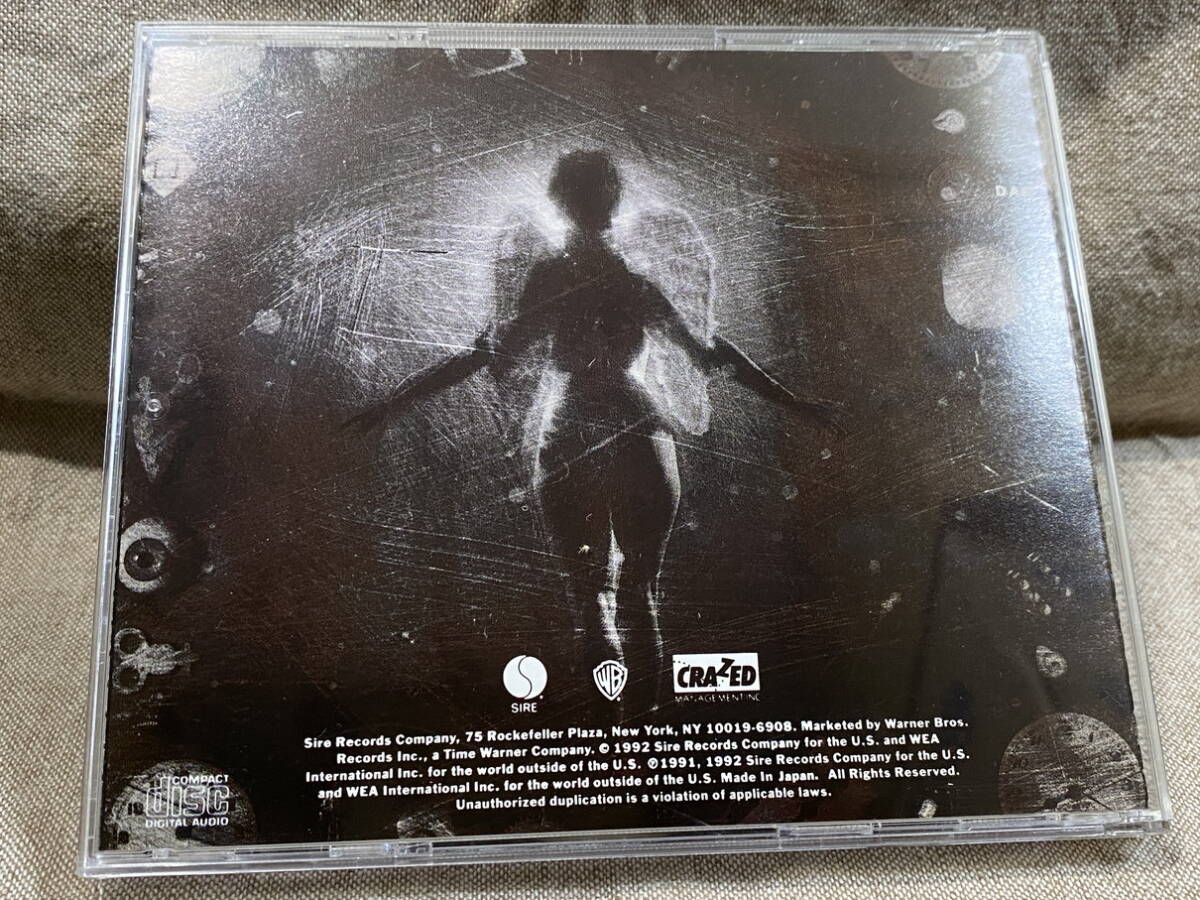 DA
SIRE
WB
CRAZED
MANAGEMENT INC
Sire Records Company, 75 Rockefeller Plaza, New York, NY 10019-6908. Marketed by Warner Bros.
Records Inc., a Time Warner Company. © 1992 Sire Records Company for the U.S. and WEA
International Inc. for the world outside of the U.S. ℗1991, 1992 Sire Records Company for the U.S.
and WEA International Inc. for the world outside of the U.S. Made In Japan. All Rights Reserved.
Unauthorized duplication is a violation of applicable laws.
COMPACT
disc
DIGITAL AUDIO